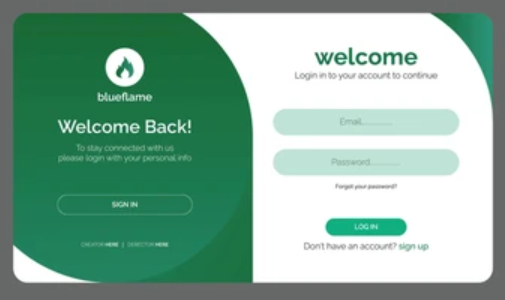 blueflame
Welcome Back!
To stay connected with us
please login with your personal info
SIGN IN
CREATOR HERE | DIRECTOR HERE
welcome
Login in to your account to continue
Email...............
Password...............
Forgot your password?
LOG IN
Don't have an account? sign up